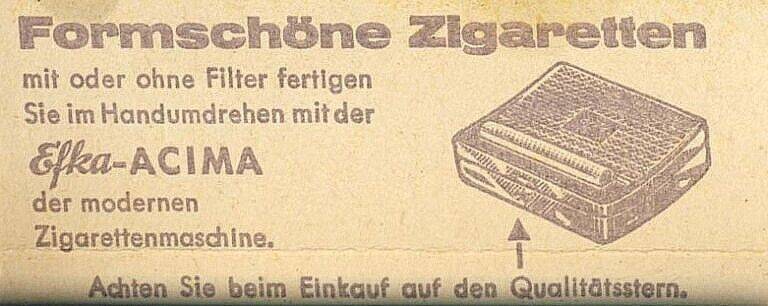 Formschöne Zigaretten
mit oder ohne Filter fertigen
Sie im Handumdrehen mit der
Efka-ACIMA
der modernen
Zigarettenmaschine.
Achten Sie beim Einkauf auf den Qualitätsstern.